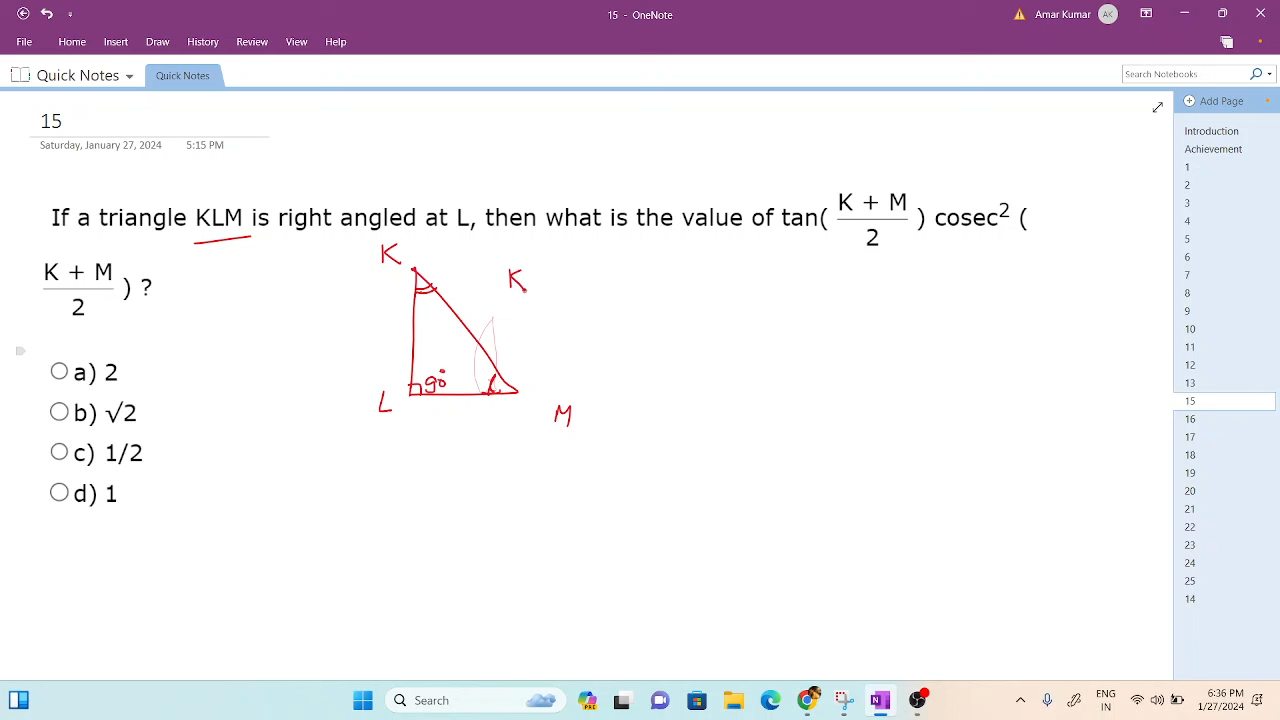 15 - OneNote
Amar Kumar AK
File Home Insert Draw History Review View Help
Quick Notes Quick Notes Search Notebooks
15
Saturday, January 27, 2024 5:15 PM
If a triangle KLM is right angled at L, then what is the value of tan( K + M / 2 ) cosec² (
K + M / 2 ) ?
a) 2
b) √2
c) 1/2
d) 1
K
K
90°
L
M
Add Page
Introduction
Achievement
1
2
3
4
5
6
7
8
9
10
11
12
13
15
16
17
18
19
20
21
22
23
24
25
14
Search
PRE
ENG
IN
6:36 PM
1/27/2024